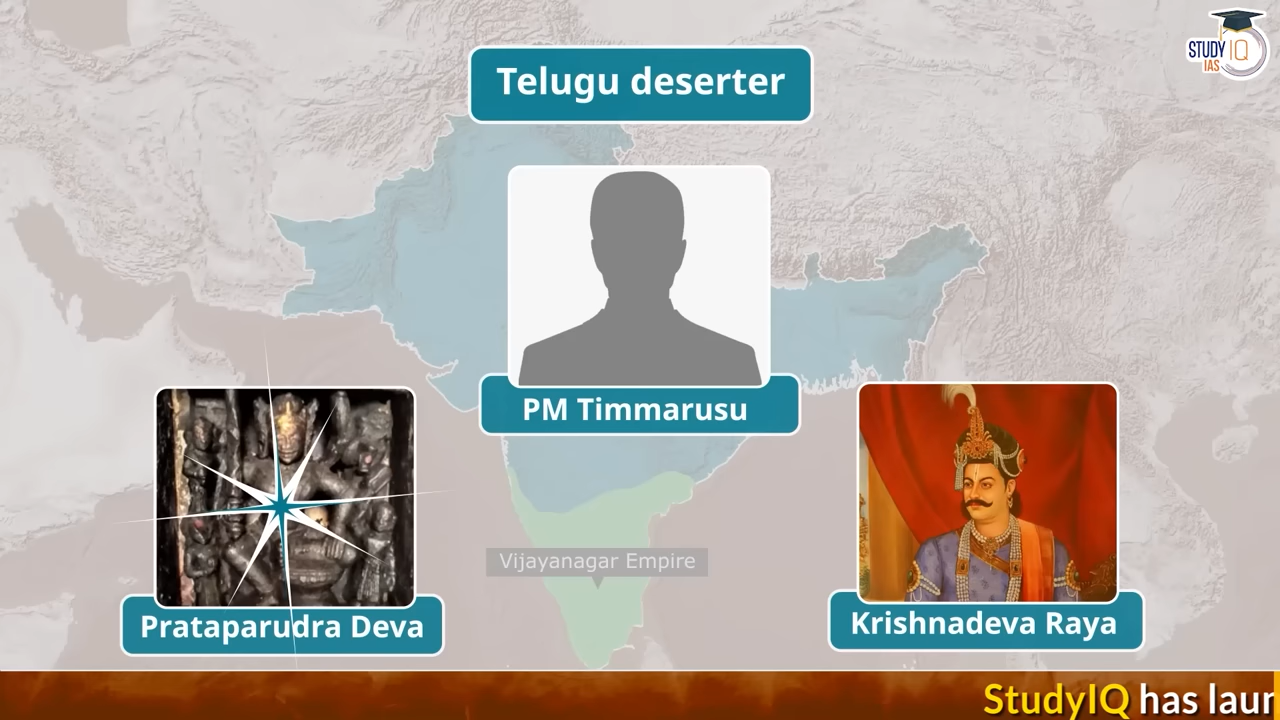 STUDY IQ
IAS
Telugu deserter
PM Timmarusu
Vijayanagar Empire
Prataparudra Deva
Krishnadeva Raya
StudyIQ has laur